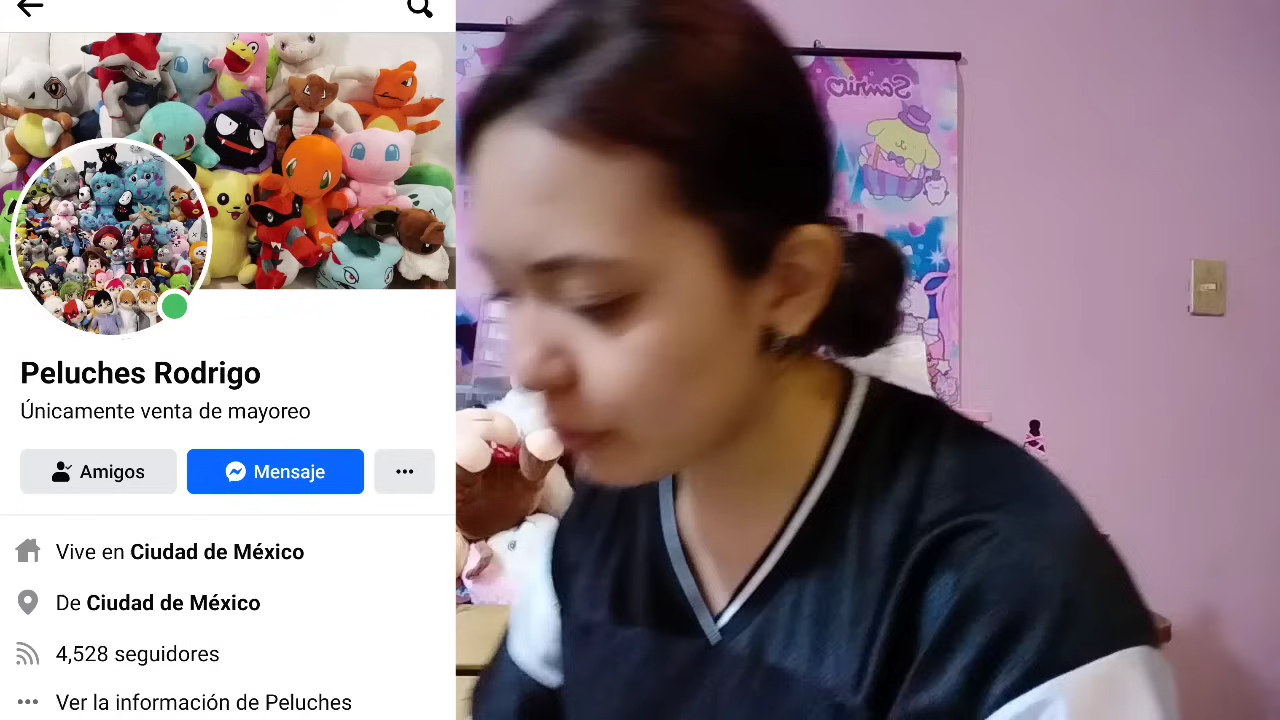 Peluches Rodrigo
Únicamente venta de mayoreo
Amigos
Mensaje
Vive en Ciudad de México
De Ciudad de México
4,528 seguidores
Ver la información de Peluches
Sanrio